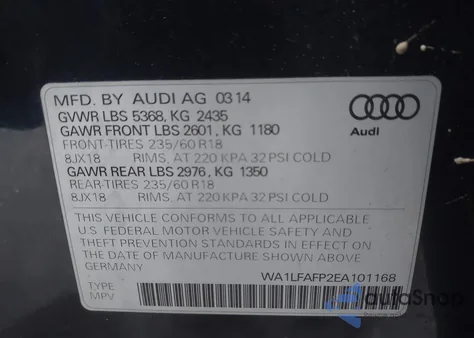 MFD. BY AUDI AG 03 14
GVWR LBS 5368, KG 2435
GAWR FRONT LBS 2601, KG 1180
FRONT-TIRES 235/60 R18
8JX18 RIMS, AT 220 KPA 32 PSI COLD
GAWR REAR LBS 2976, KG 1350
REAR-TIRES 235/60 R18
8JX18 RIMS, AT 220 KPA 32 PSI COLD
THIS VEHICLE CONFORMS TO ALL APPLICABLE
U.S FEDERAL MOTOR VEHICLE SAFETY AND
THEFT PREVENTION STANDARDS IN EFFECT ON
THE DATE OF MANUFACTURE SHOWN ABOVE
GERMANY
WA1LFAFP2EA101168
TYPE
MPV
Audi
autoSnap